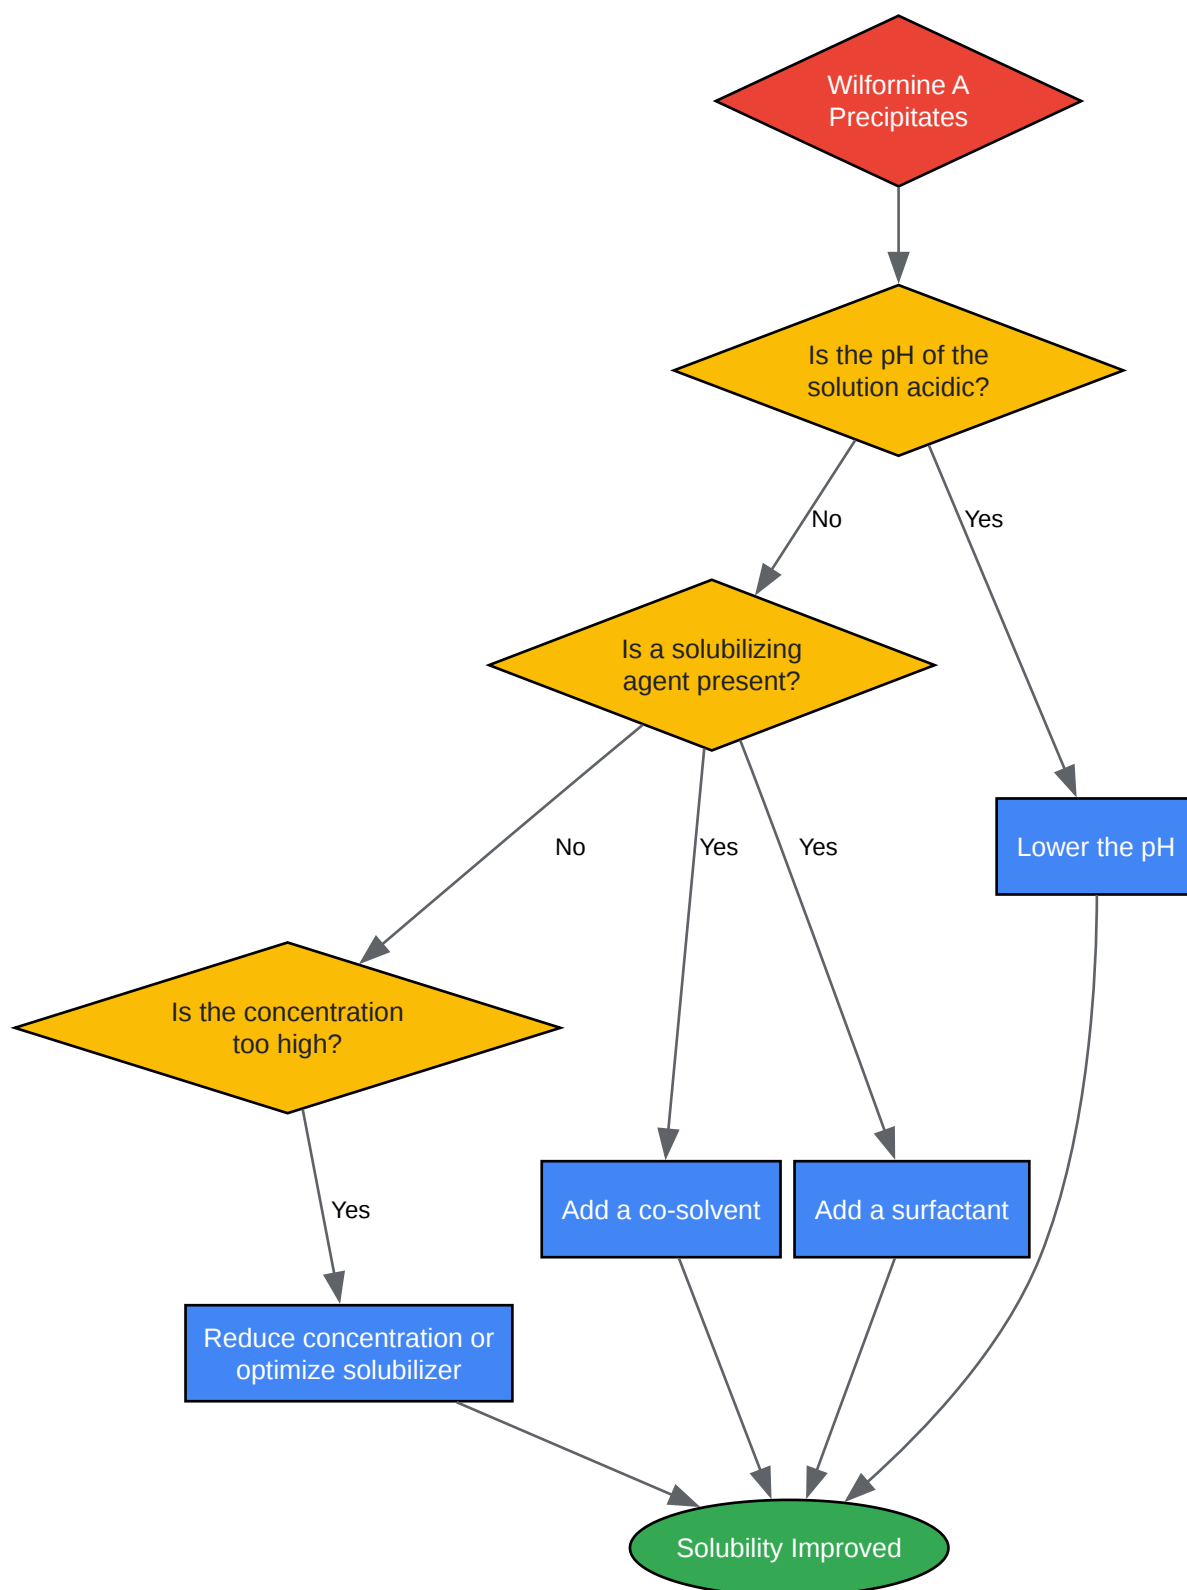 Wilfornine A
Precipitates
Is the pH of the
solution acidic?
No
Yes
Is a solubilizing
agent present?
No
Yes
Yes
Lower the pH
Is the concentration
too high?
Yes
Add a co-solvent
Add a surfactant
Reduce concentration or
optimize solubilizer
Solubility Improved